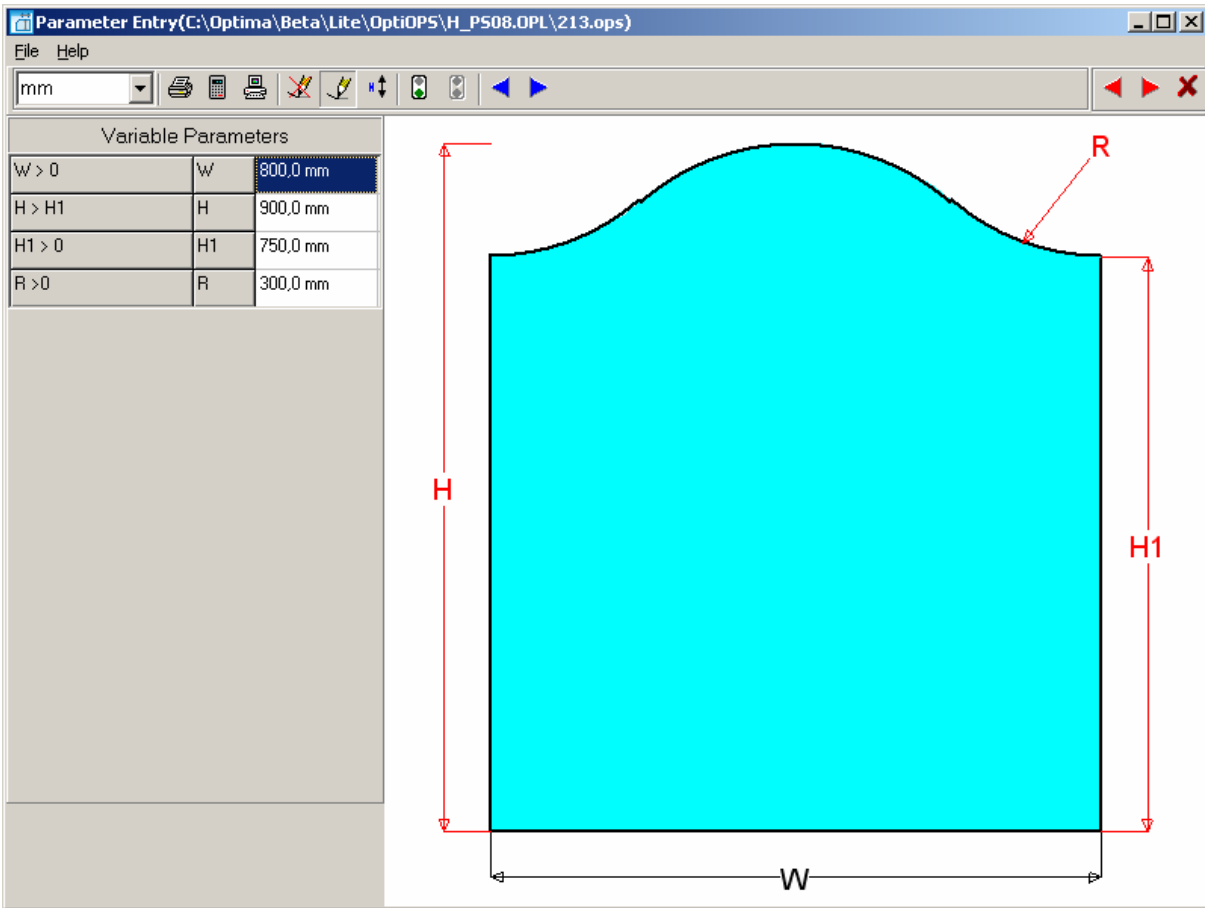 Parameter Entry(C:\Optima\Beta\Lite\OptiOPS\H_PS08.OPL\213.ops)
File Help
mm
Variable Parameters
W > 0 W 800,0 mm
H > H1 H 900,0 mm
H1 > 0 H1 750,0 mm
R >0 R 300,0 mm
R
H
H1
W